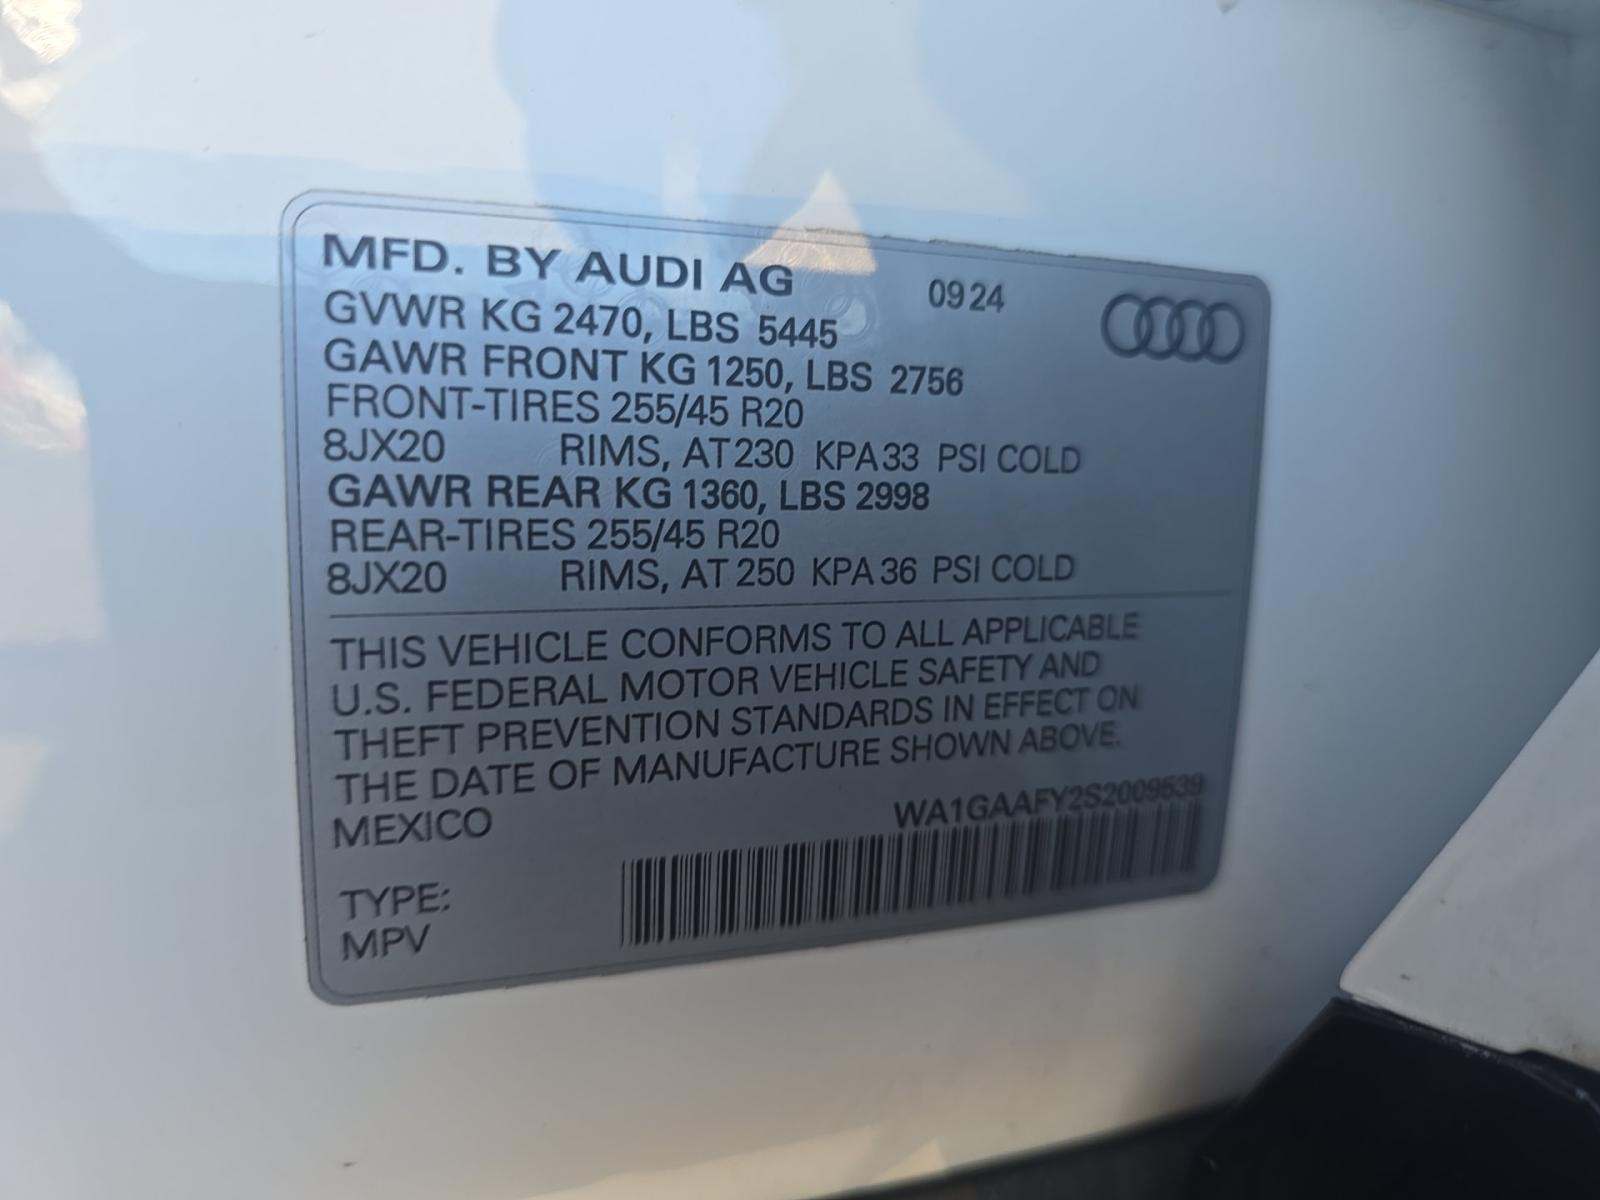 MFD. BY AUDI AG 0924
GVWR KG 2470, LBS 5445
GAWR FRONT KG 1250, LBS 2756
FRONT-TIRES 255/45 R20
8JX20 RIMS, AT 230 KPA 33 PSI COLD
GAWR REAR KG 1360, LBS 2998
REAR-TIRES 255/45 R20
8JX20 RIMS, AT 250 KPA 36 PSI COLD
THIS VEHICLE CONFORMS TO ALL APPLICABLE
U.S. FEDERAL MOTOR VEHICLE SAFETY AND
THEFT PREVENTION STANDARDS IN EFFECT ON
THE DATE OF MANUFACTURE SHOWN ABOVE.
MEXICO WA1GAAFY2S2009539
TYPE:
MPV